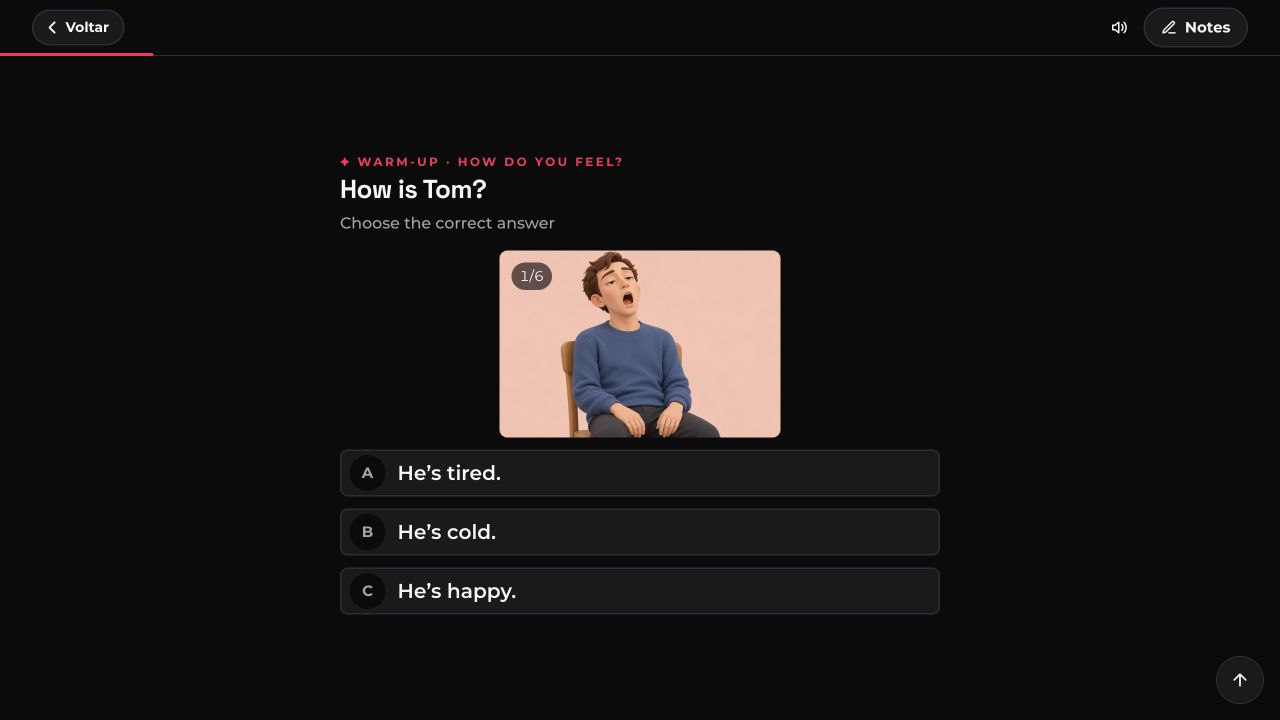 Voltar
Notes
WARM-UP · HOW DO YOU FEEL?
How is Tom?
Choose the correct answer
1/6
A He’s tired.
B He’s cold.
C He’s happy.